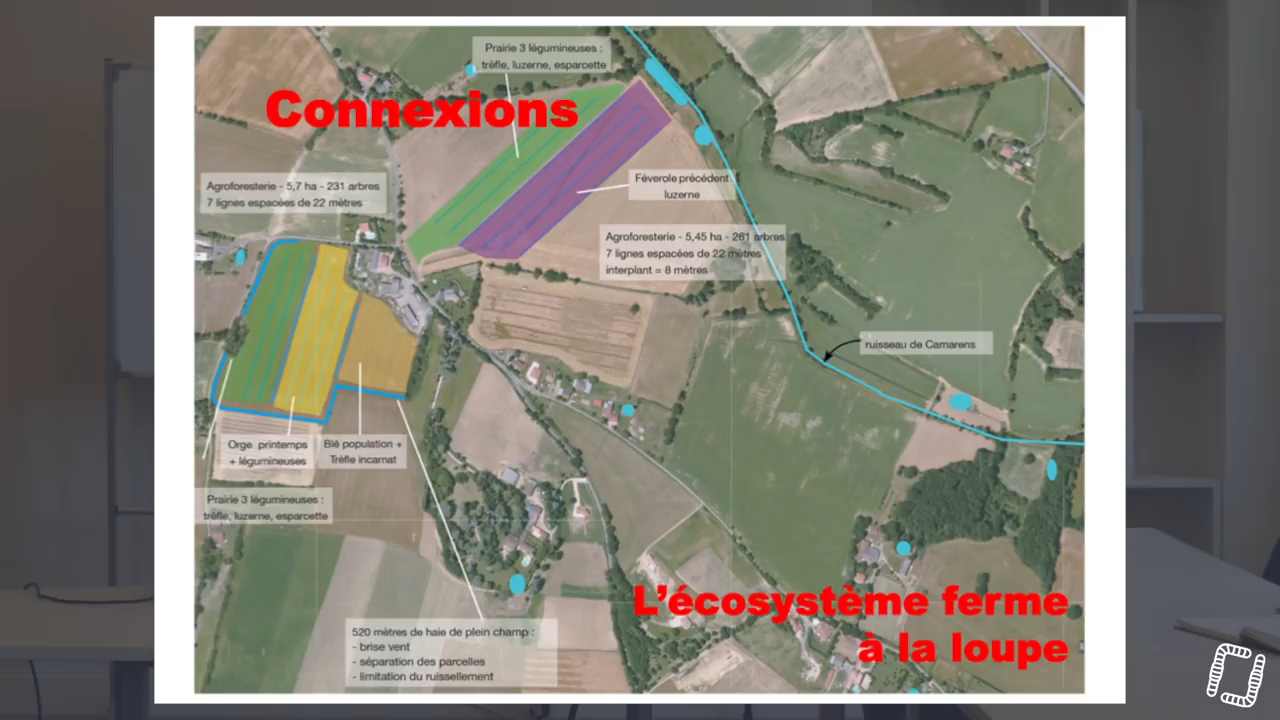 Prairie 3 légumineuses :
trèfle, luzerne, esparcette
Connexions
Agroforesterie - 5,7 ha - 231 arbres
7 lignes espacées de 22 mètres
Féverole précédent
luzerne
Agroforesterie - 5,45 ha - 261 arbres
7 lignes espacées de 22 mètres
interplant = 8 mètres
ruisseau de Camarens
Orge printemps
+ légumineuses
Blé population +
Trèfle incarnat
Prairie 3 légumineuses :
trèfle, luzerne, esparcette
L'écosystème ferme
à la loupe
520 mètres de haie de plein champ :
- brise vent
- séparation des parcelles
- limitation du ruissellement